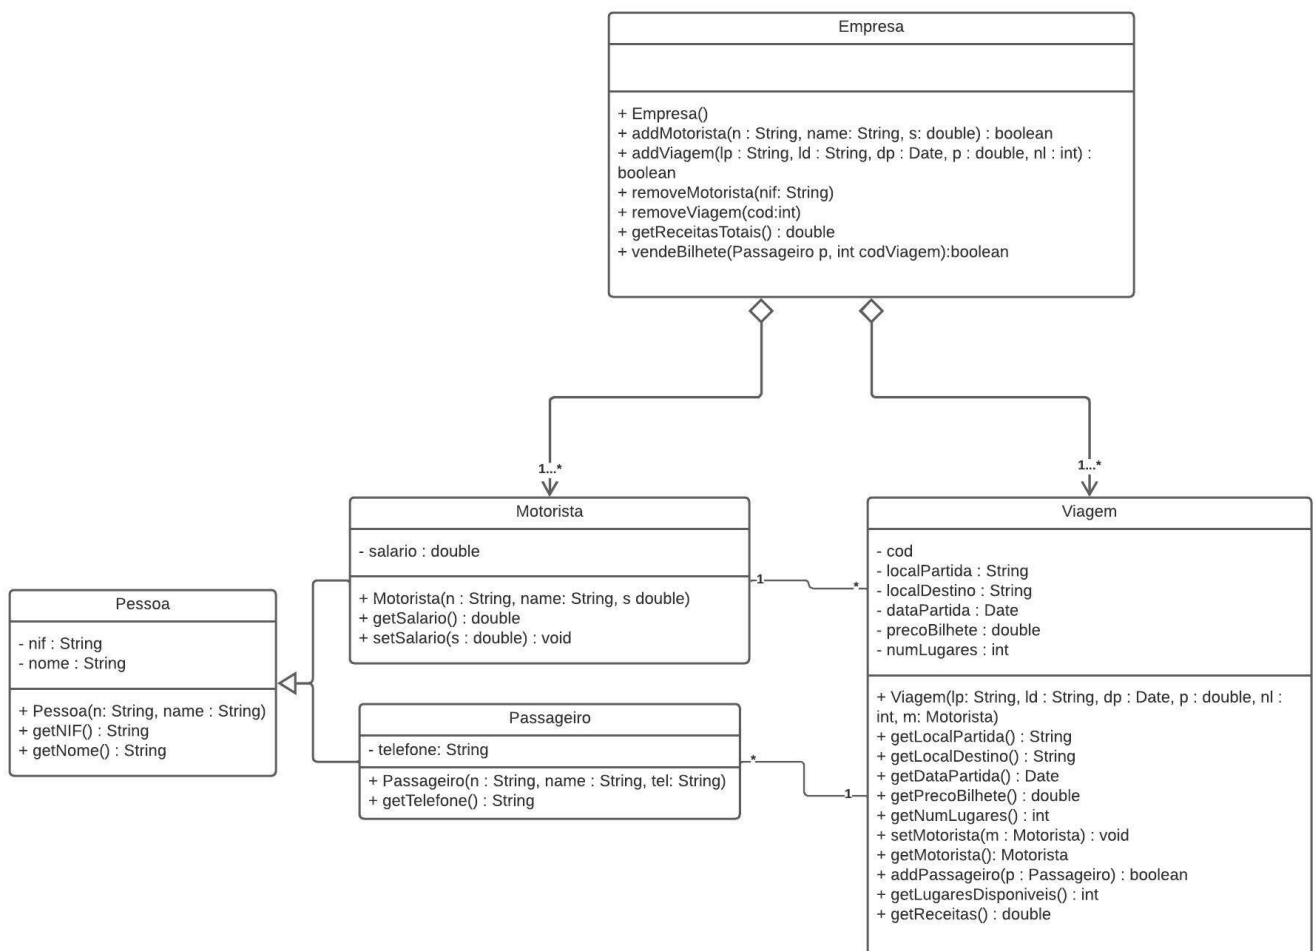 Empresa
+ Empresa()
+ addMotorista(n : String, name: String, s: double) : boolean
+ addViagem(lp : String, ld : String, dp : Date, p : double, nl : int) :
boolean
+ removeMotorista(nif: String)
+ removeViagem(cod:int)
+ getReceitasTotais() : double
+ vendeBilhete(Passageiro p, int codViagem):boolean
1...*
1...*
Motorista
- salario : double
+ Motorista(n : String, name: String, s double)
+ getSalario() : double
+ setSalario(s : double) : void
1
*
Pessoa
- nif : String
- nome : String
+ Pessoa(n: String, name : String)
+ getNIF() : String
+ getNome() : String
Passageiro
- telefone: String
+ Passageiro(n : String, name : String, tel: String)
+ getTelefone() : String
*
1
Viagem
- cod
- localPartida : String
- localDestino : String
- dataPartida : Date
- precoBilhete : double
- numLugares : int
+ Viagem(lp: String, ld : String, dp : Date, p : double, nl :
int, m: Motorista)
+ getLocalPartida() : String
+ getLocalDestino() : String
+ getDataPartida() : Date
+ getPrecoBilhete() : double
+ getNumLugares() : int
+ setMotorista(m : Motorista) : void
+ getMotorista(): Motorista
+ addPassageiro(p : Passageiro) : boolean
+ getLugaresDisponiveis() : int
+ getReceitas() : double